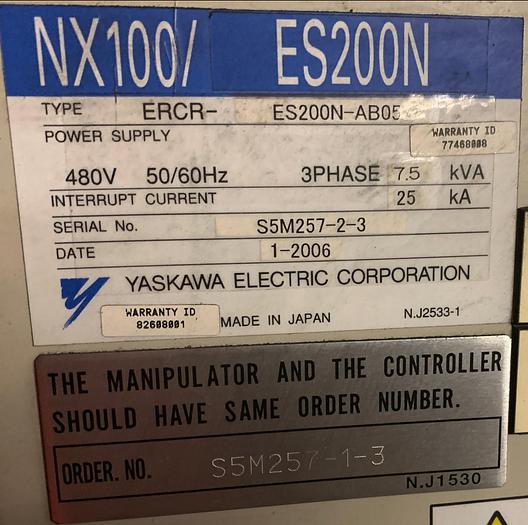 NX100/ ES200N
TYPE ERCR- ES200N-AB05
POWER SUPPLY
WARRANTY ID
77468008
480V 50/60Hz 3PHASE 7.5 kVA
INTERRUPT CURRENT 25 kA
SERIAL No. S5M257-2-3
DATE 1-2006
YASKAWA ELECTRIC CORPORATION
WARRANTY ID
82608001
MADE IN JAPAN N.J2533-1
THE MANIPULATOR AND THE CONTROLLER
SHOULD HAVE SAME ORDER NUMBER.
ORDER. NO. S5M257-1-3
N.J1530